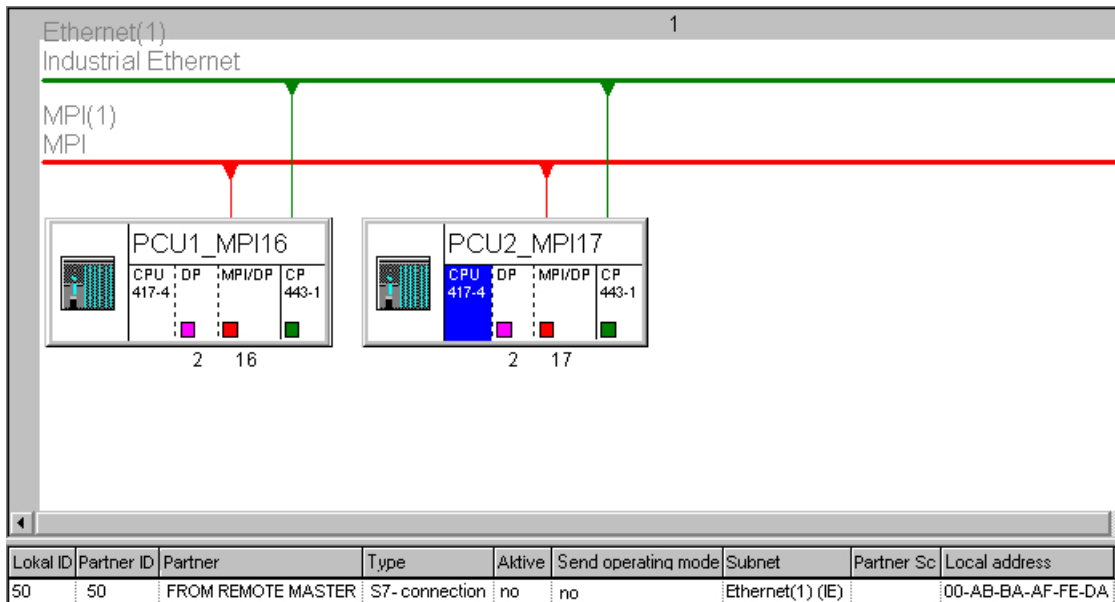 1
Ethernet(1)
Industrial Ethernet
MPI(1)
MPI
PCU1_MPI16
CPU 417-4 DP MPI/DP CP 443-1
2 16
PCU2_MPI17
CPU 417-4 DP MPI/DP CP 443-1
2 17
Lokal ID Partner ID Partner Type Aktive Send operating mode Subnet Partner Sc Local address
50 50 FROM REMOTE MASTER S7-connection no no Ethernet(1) (IE) 00-AB-BA-AF-FE-DA